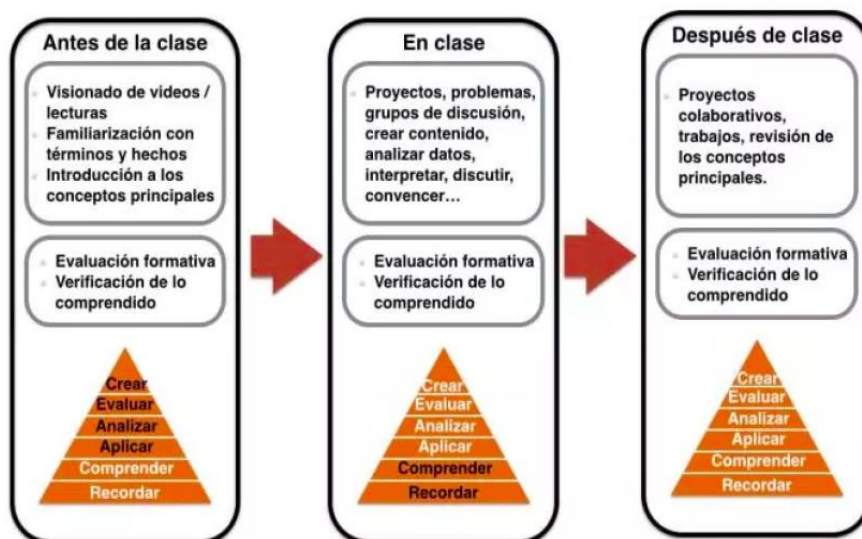 Antes de la clase
Visionado de videos /
lecturas
Familiarización con
términos y hechos
Introducción a los
conceptos principales
Evaluación formativa
Verificación de lo
comprendido
Crear
Evaluar
Analizar
Aplicar
Comprender
Recordar
En clase
Proyectos, problemas,
grupos de discusión,
crear contenido,
analizar datos,
interpretar, discutir,
convencer...
Evaluación formativa
Verificación de lo
comprendido
Crear
Evaluar
Analizar
Aplicar
Comprender
Recordar
Después de clase
Proyectos
colaborativos,
trabajos, revisión de
los conceptos
principales.
Evaluación formativa
Verificación de lo
comprendido
Crear
Evaluar
Analizar
Aplicar
Comprender
Recordar